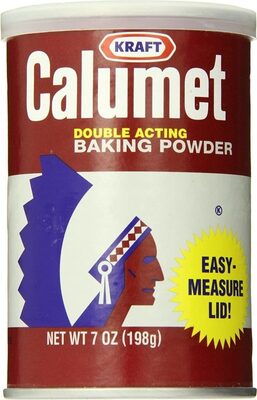 KRAFT
Calumet
DOUBLE ACTING
BAKING POWDER
®
EASY-
MEASURE
LID!
NET WT 7 OZ (198g)